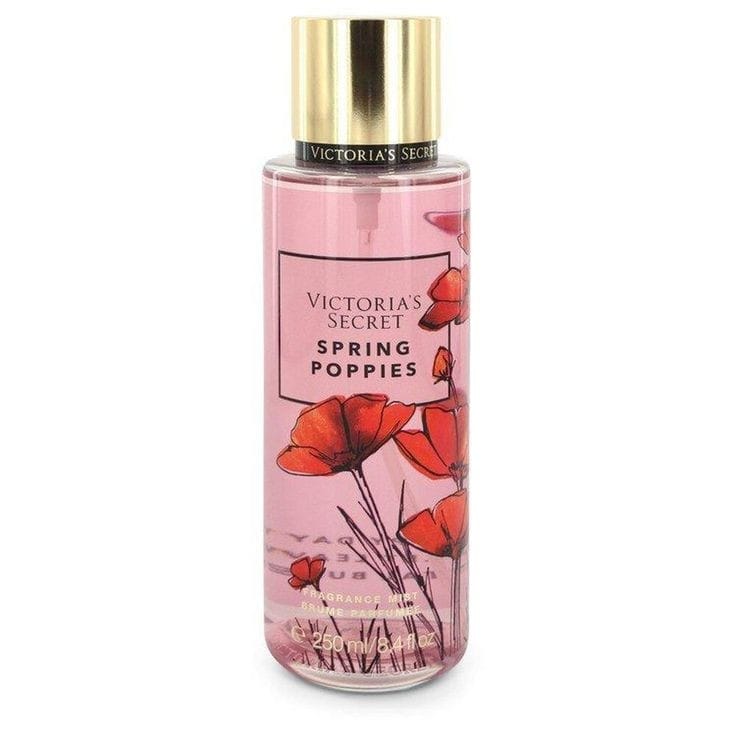 VICTORIA'S SECRET
VICTORIA'S
SECRET
SPRING
POPPIES
FRAGRANCE MIST
BRUME PARFUMÉE
℮ 250 ml/8.4 fl oz